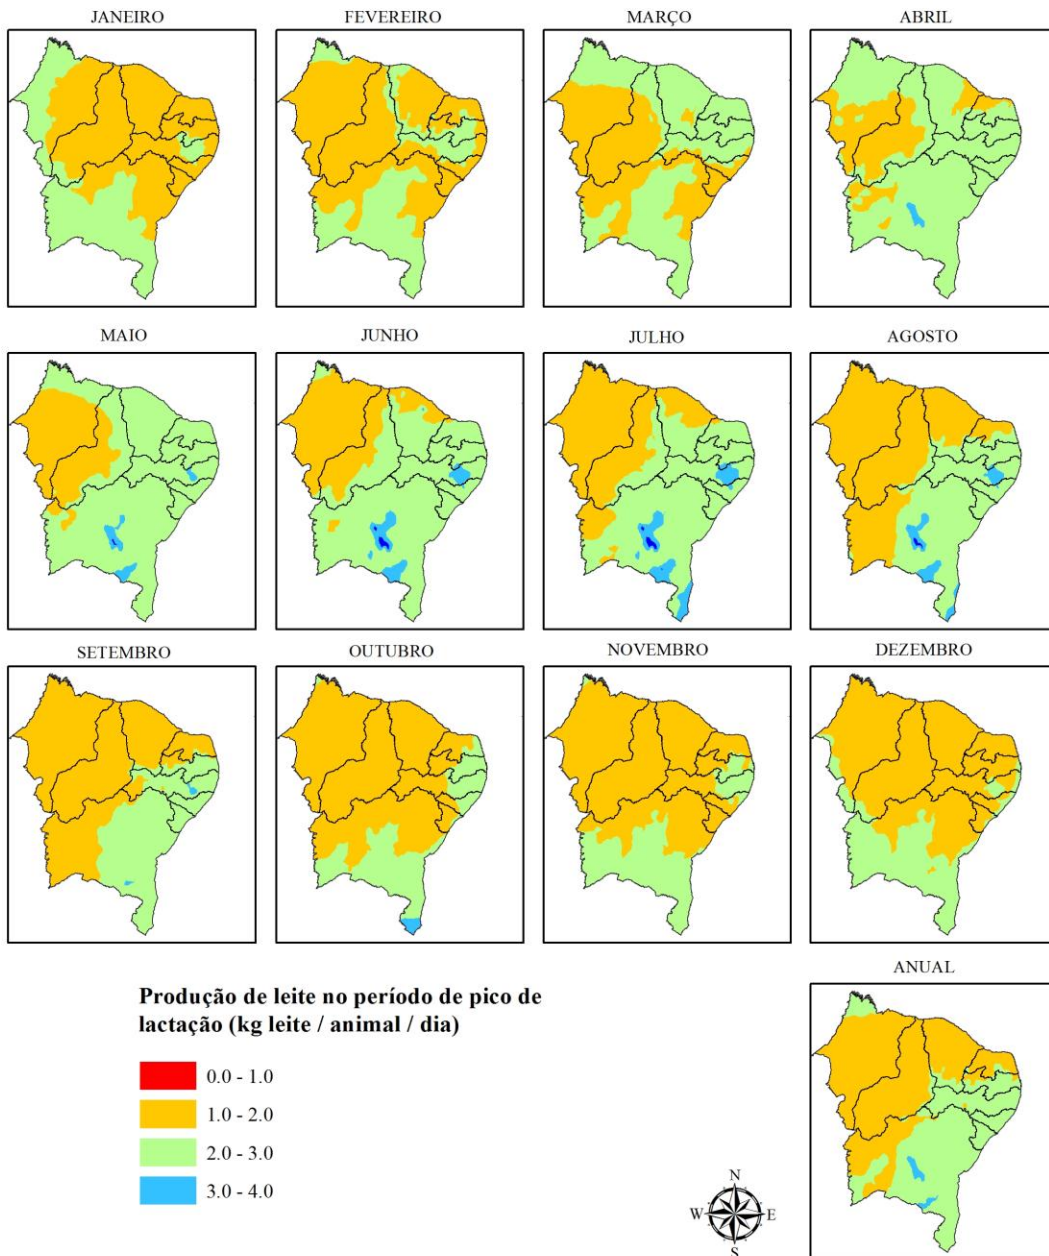 JANEIRO
FEVEREIRO
MARÇO
ABRIL
MAIO
JUNHO
JULHO
AGOSTO
SETEMBRO
OUTUBRO
NOVEMBRO
DEZEMBRO
ANUAL
Produção de leite no período de pico de
lactação (kg leite / animal / dia)
0.0 - 1.0
1.0 - 2.0
2.0 - 3.0
3.0 - 4.0
N
W
E
S